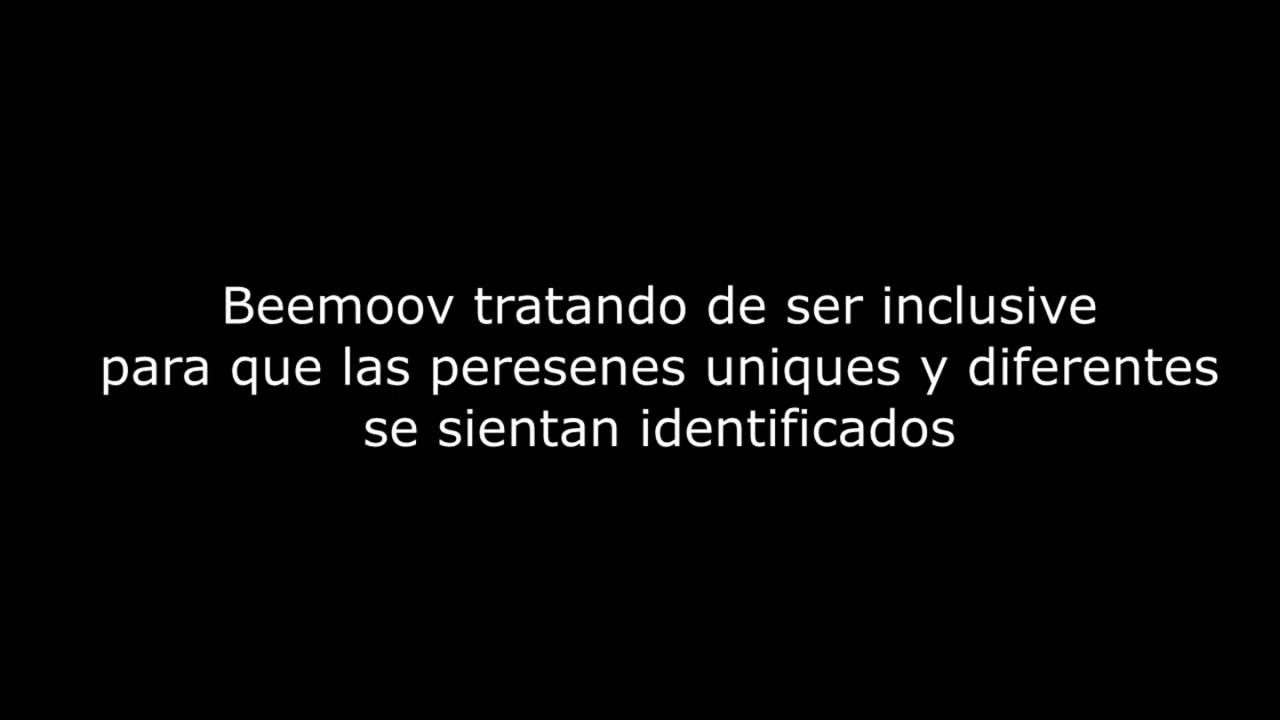 Beemoov tratando de ser inclusive
para que las peresenes uniques y diferentes
se sientan identificados